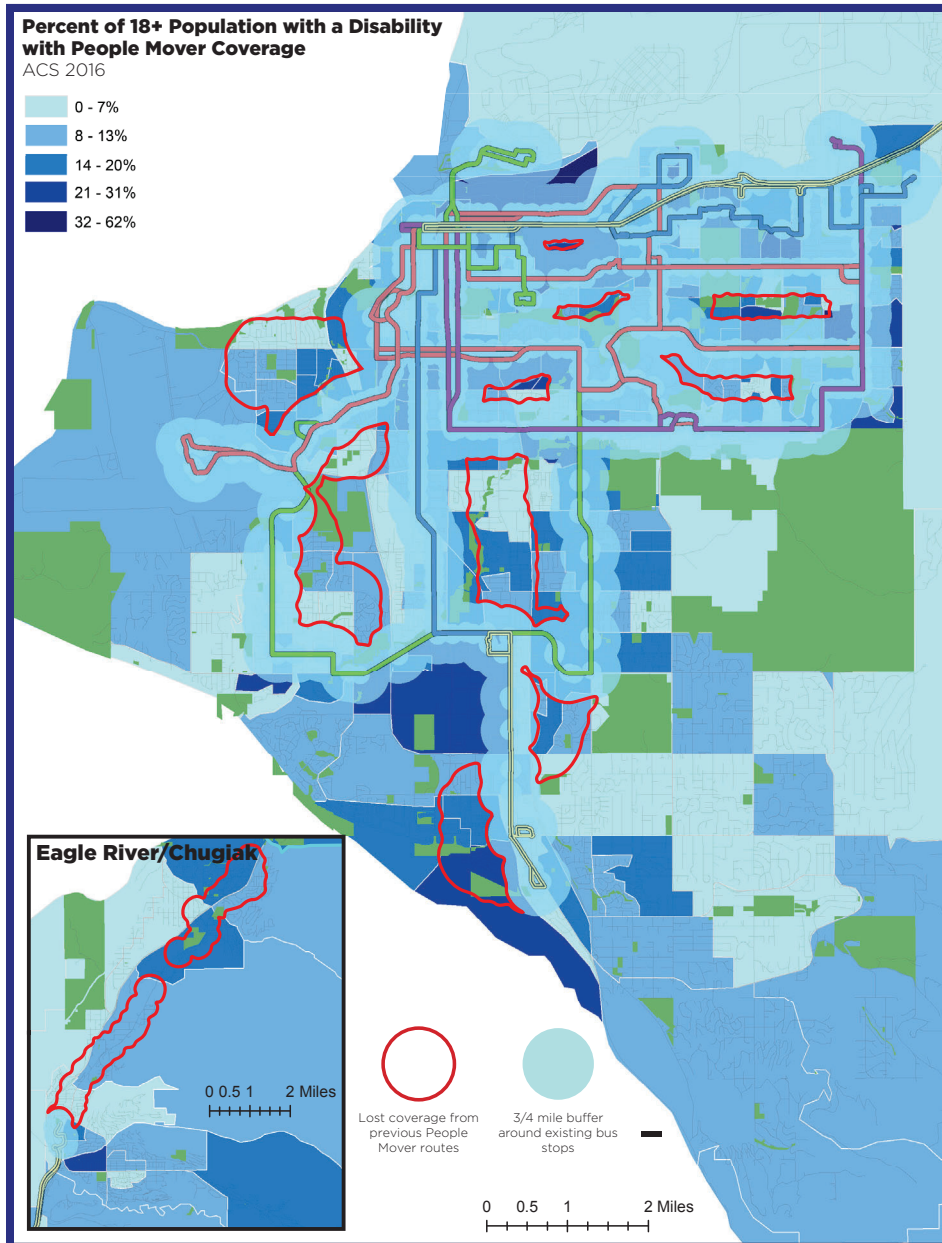 Percent of 18+ Population with a Disability
with People Mover Coverage
ACS 2016
0 - 7%
8 - 13%
14 - 20%
21 - 31%
32 - 62%
Eagle River/Chugiak
0 0.5 1 2 Miles
Lost coverage from
previous People
Mover routes
3/4 mile buffer
around existing bus
stops
0 0.5 1 2 Miles